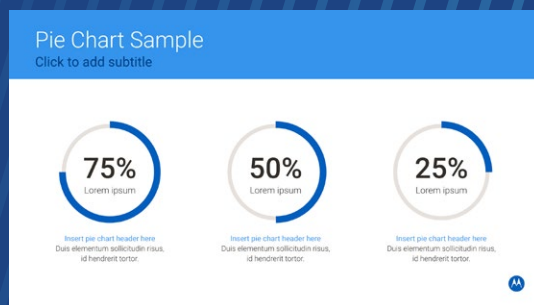 Pie Chart Sample
Click to add subtitle
75%
Lorem ipsum
Insert pie chart header here
Duis elementum sollicitudin risus,
id hendrerit tortor.
50%
Lorem ipsum
Insert pie chart header here
Duis elementum sollicitudin risus,
id hendrerit tortor.
25%
Lorem ipsum
Insert pie chart header here
Duis elementum sollicitudin risus,
id hendrerit tortor.